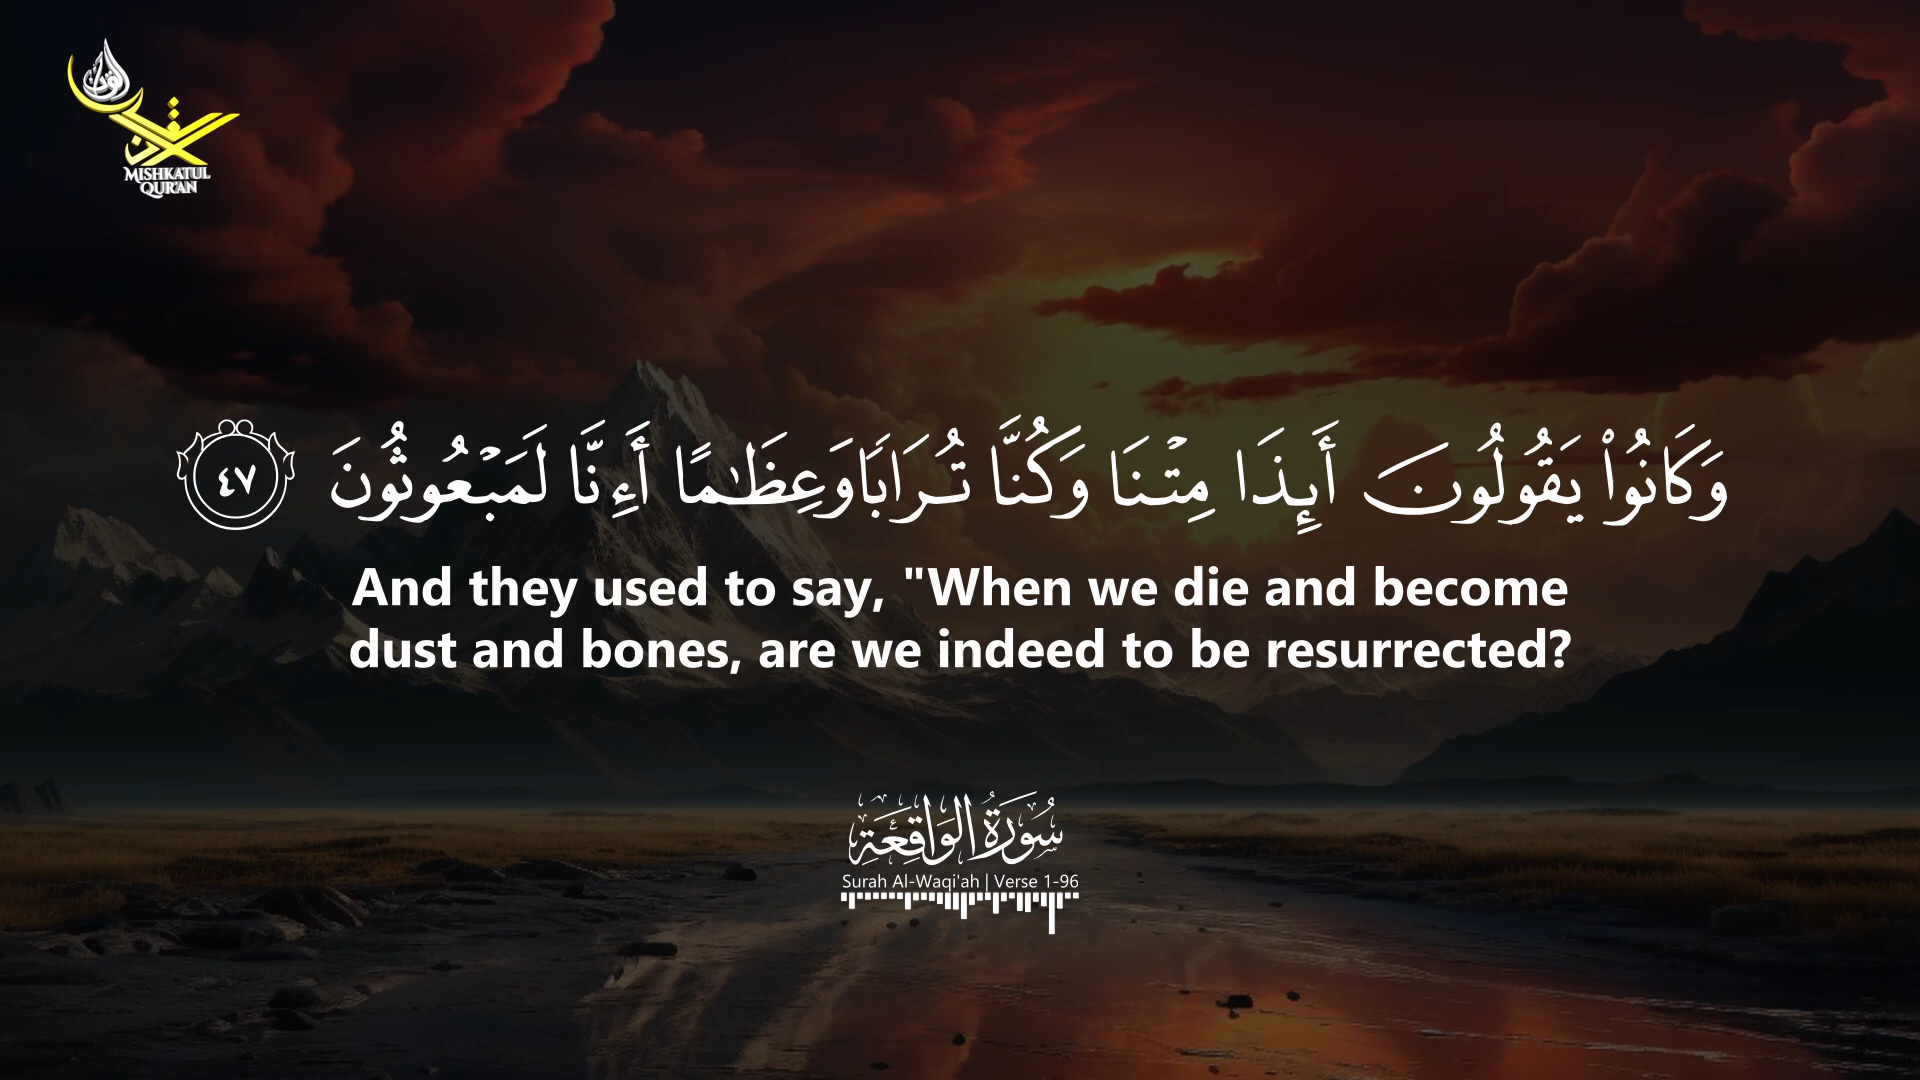 MISHKATUL
QUR'AN
وَكَانُوا۟ يَقُولُونَ أَئِذَا مِتْنَا وَكُنَّا تُرَابًا وَعِظَٰمًا أَءِنَّا لَمَبْعُوثُونَ ٤٧
And they used to say, "When we die and become
dust and bones, are we indeed to be resurrected?
سُورَةُ الوَاقِعَةِ
Surah Al-Waqi'ah | Verse 1-96